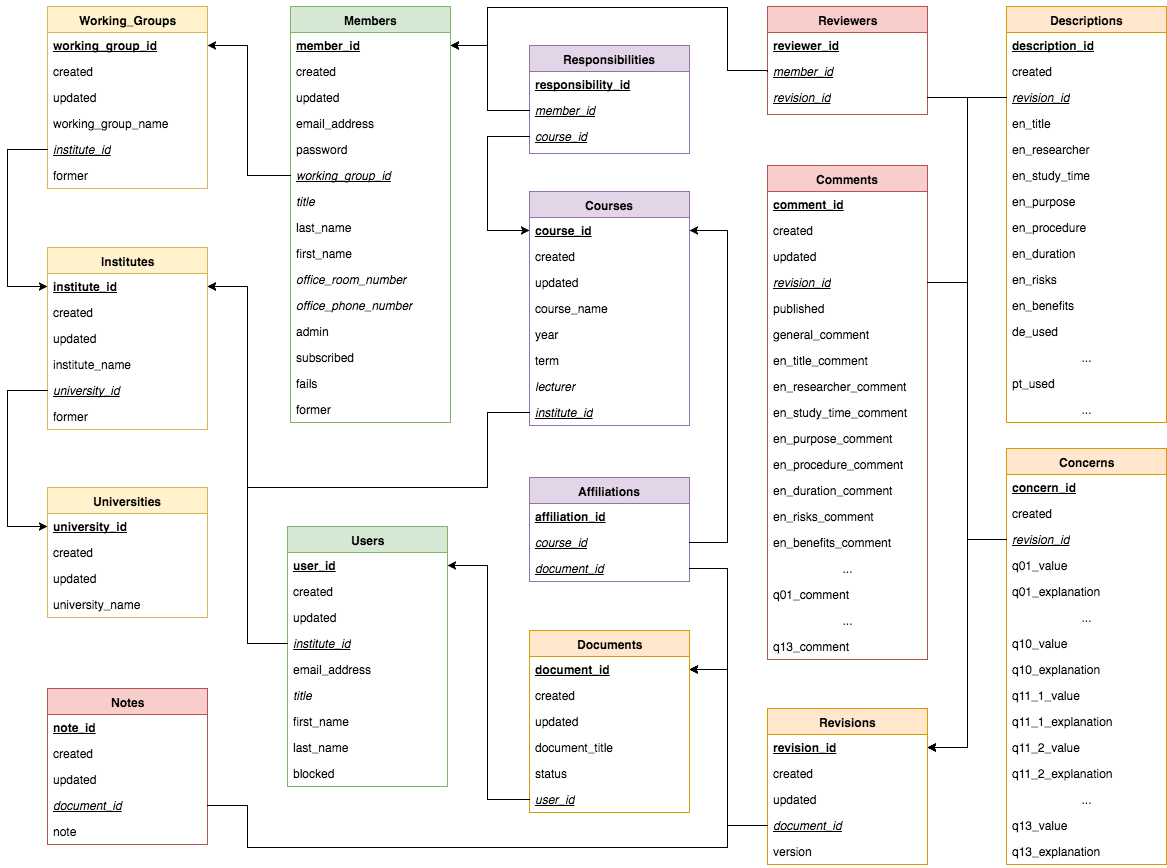 Working_Groups
working_group_id
created
updated
working_group_name
institute_id
former
Institutes
institute_id
created
updated
institute_name
university_id
former
Universities
university_id
created
updated
university_name
Notes
note_id
created
updated
document_id
note
Members
member_id
created
updated
email_address
password
working_group_id
title
last_name
first_name
office_room_number
office_phone_number
admin
subscribed
fails
former
Users
user_id
created
updated
institute_id
email_address
title
first_name
last_name
blocked
Responsibilities
responsibility_id
member_id
course_id
Courses
course_id
created
updated
course_name
year
term
lecturer
institute_id
Affiliations
affiliation_id
course_id
document_id
Documents
document_id
created
updated
document_title
status
user_id
Reviewers
reviewer_id
member_id
revision_id
Comments
comment_id
created
updated
revision_id
published
general_comment
en_title_comment
en_researcher_comment
en_study_time_comment
en_purpose_comment
en_procedure_comment
en_duration_comment
en_risks_comment
en_benefits_comment
...
q01_comment
...
q13_comment
Revisions
revision_id
created
updated
document_id
version
Descriptions
description_id
created
revision_id
en_title
en_researcher
en_study_time
en_purpose
en_procedure
en_duration
en_risks
en_benefits
de_used
...
pt_used
...
Concerns
concern_id
created
revision_id
q01_value
q01_explanation
...
q10_value
q10_explanation
q11_1_value
q11_1_explanation
q11_2_value
q11_2_explanation
...
q13_value
q13_explanation